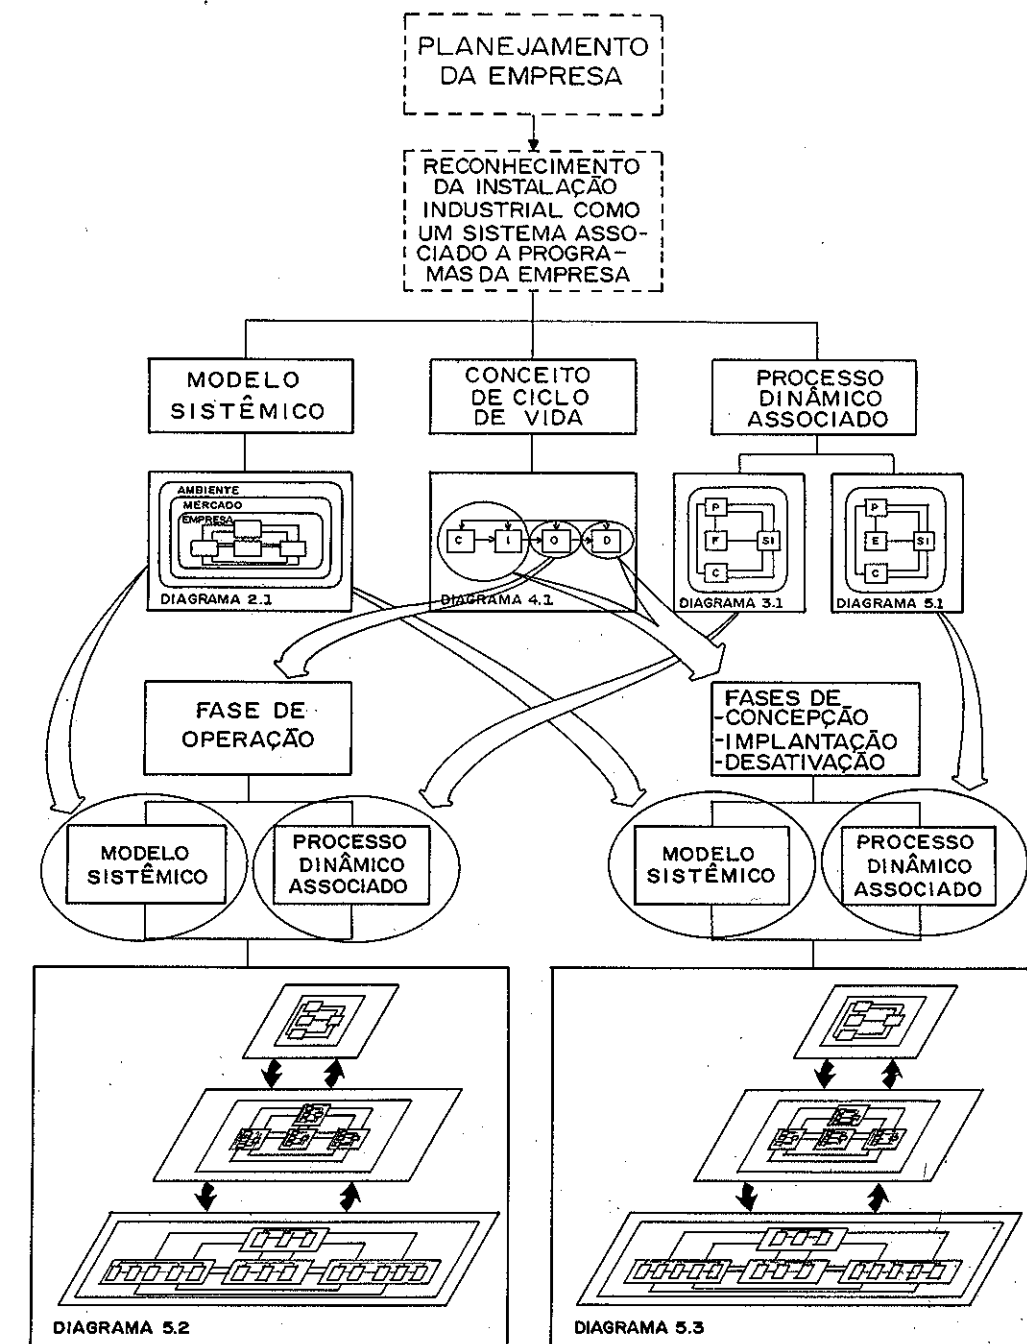 PLANEJAMENTO
DA EMPRESA
RECONHECIMENTO
DA INSTALAÇÃO
INDUSTRIAL COMO
UM SISTEMA ASSO-
CIADO A PROGRA-
MAS DA EMPRESA
MODELO
SISTÊMICO
CONCEITO
DE CICLO
DE VIDA
PROCESSO
DINÂMICO
ASSOCIADO
AMBIENTE
MERCADO
EMPRESA
DIAGRAMA 2.1
C I O D
DIAGRAMA 4.1
P
F SI
C
DIAGRAMA 3.1
P
E SI
C
DIAGRAMA 5.1
FASE DE
OPERAÇÃO
FASES DE
-CONCEPÇÃO
-IMPLANTAÇÃO
-DESATIVAÇÃO
MODELO
SISTÊMICO
PROCESSO
DINÂMICO
ASSOCIADO
MODELO
SISTÊMICO
PROCESSO
DINÂMICO
ASSOCIADO
DIAGRAMA 5.2
DIAGRAMA 5.3